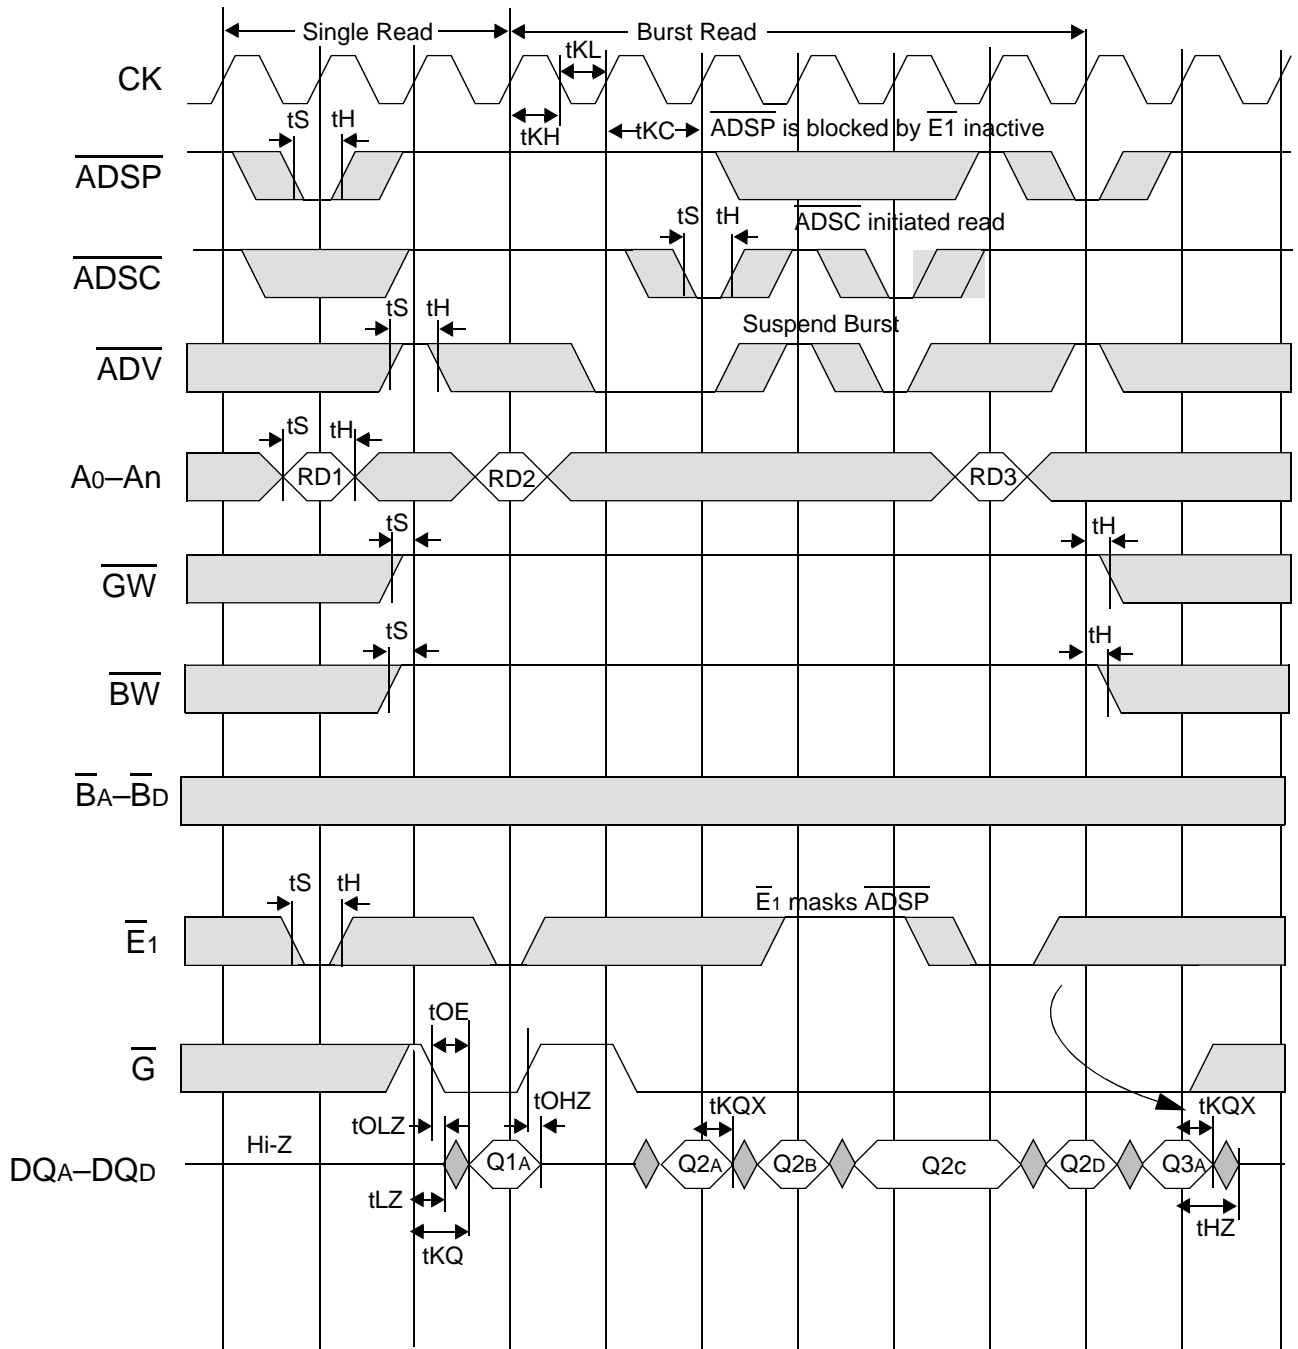 Single Read Burst Read
CK tKL
tS tH tKH tKC ADSP is blocked by E1 inactive
ADSP
tS tH ADSC initiated read
ADSC
tS tH Suspend Burst
ADV
tS tH
A0–An RD1 RD2 RD3
tS tH
GW
tS tH
BW
BA–BD
tS tH E1 masks ADSP
E1
tOE
G
tOLZ tOHZ tKQX tKQX
Hi-Z
DQA–DQD Q1A Q2A Q2B Q2c Q2D Q3A
tLZ tHZ
tKQ